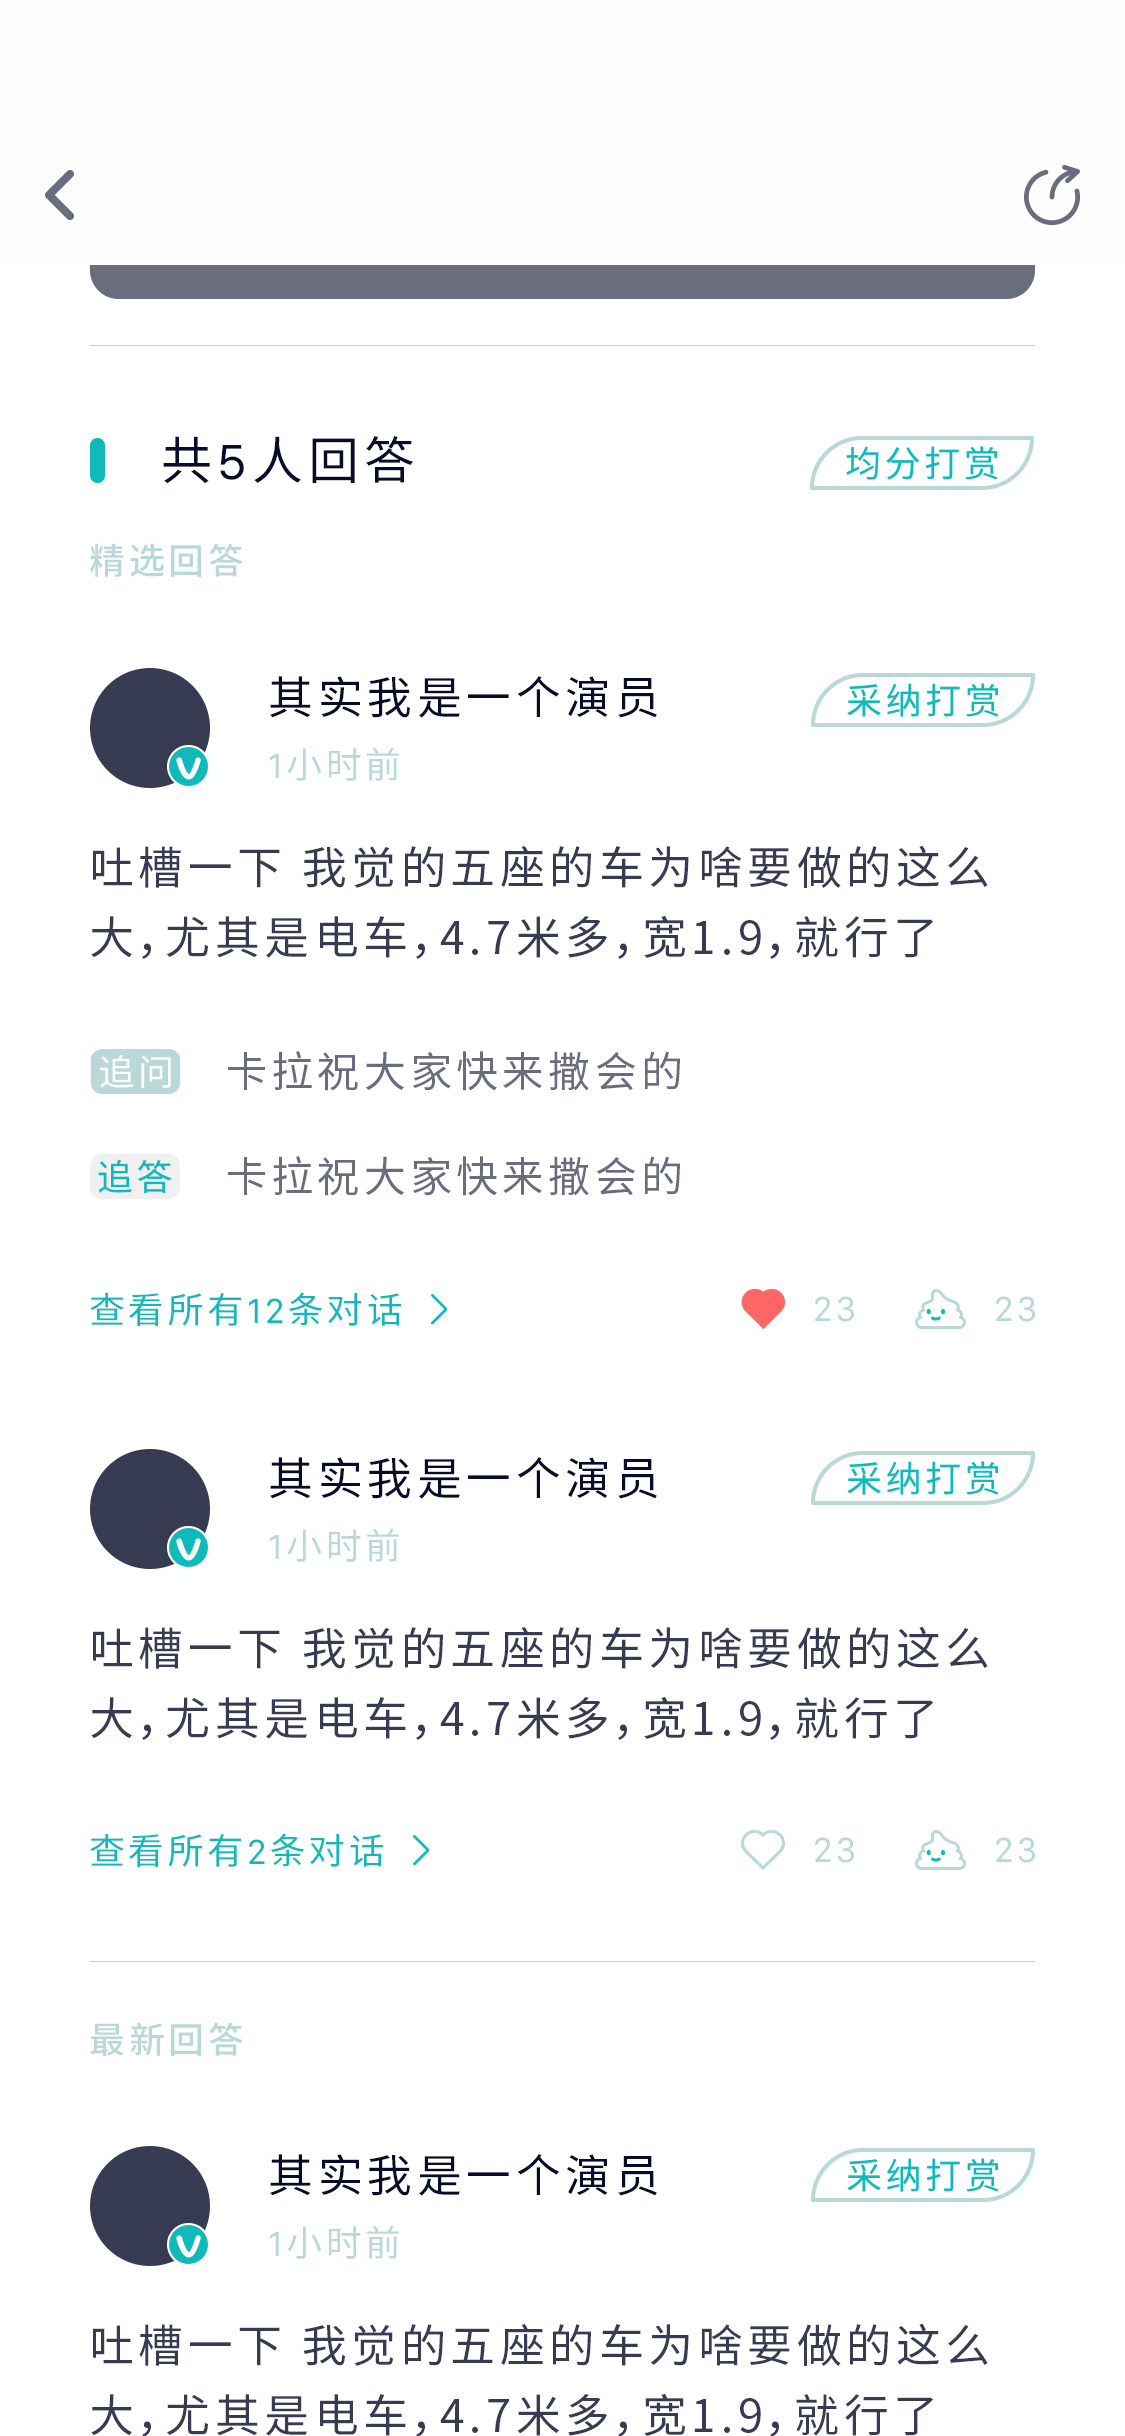 共5人回答
均分打赏
精选回答
其实我是一个演员
采纳打赏
1小时前
吐槽一下 我觉的五座的车为啥要做的这么
大,尤其是电车,4.7米多,宽1.9,就行了
追问 卡拉祝大家快来撒会的
追答 卡拉祝大家快来撒会的
查看所有12条对话
23
23
其实我是一个演员
采纳打赏
1小时前
吐槽一下 我觉的五座的车为啥要做的这么
大,尤其是电车,4.7米多,宽1.9,就行了
查看所有2条对话
23
23
最新回答
其实我是一个演员
采纳打赏
1小时前
吐槽一下 我觉的五座的车为啥要做的这么
大,尤其是电车,4.7米多,宽1.9,就行了